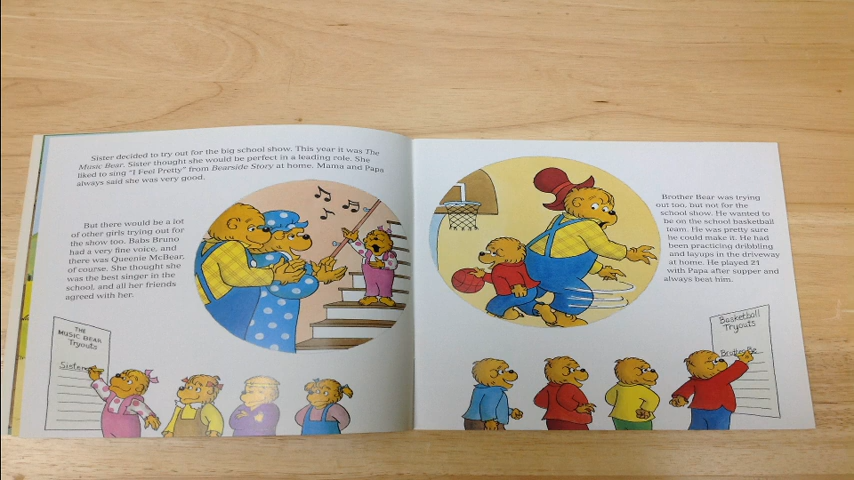 Sister decided to try out for the big school show. This year it was The
Music Bear. Sister thought she would be perfect in a leading role. She
liked to sing "I Feel Pretty" from Bearside Story at home. Mama and Papa
always said she was very good.
But there would be a lot
of other girls trying out for
the show too. Babs Bruno
had a very fine voice, and
there was Queenie McBear,
of course. She thought she
was the best singer in the
school, and all her friends
agreed with her.
THE
MUSIC BEAR
Tryouts
Sister
Brother Bear was trying
out too, but not for the
school show. He wanted to
be on the school basketball
team. He was pretty sure
he could make it. He had
been practicing dribbling
and layups in the driveway
at home. He played 21
with Papa after supper and
always beat him.
Basketball
Tryouts
Brother Be